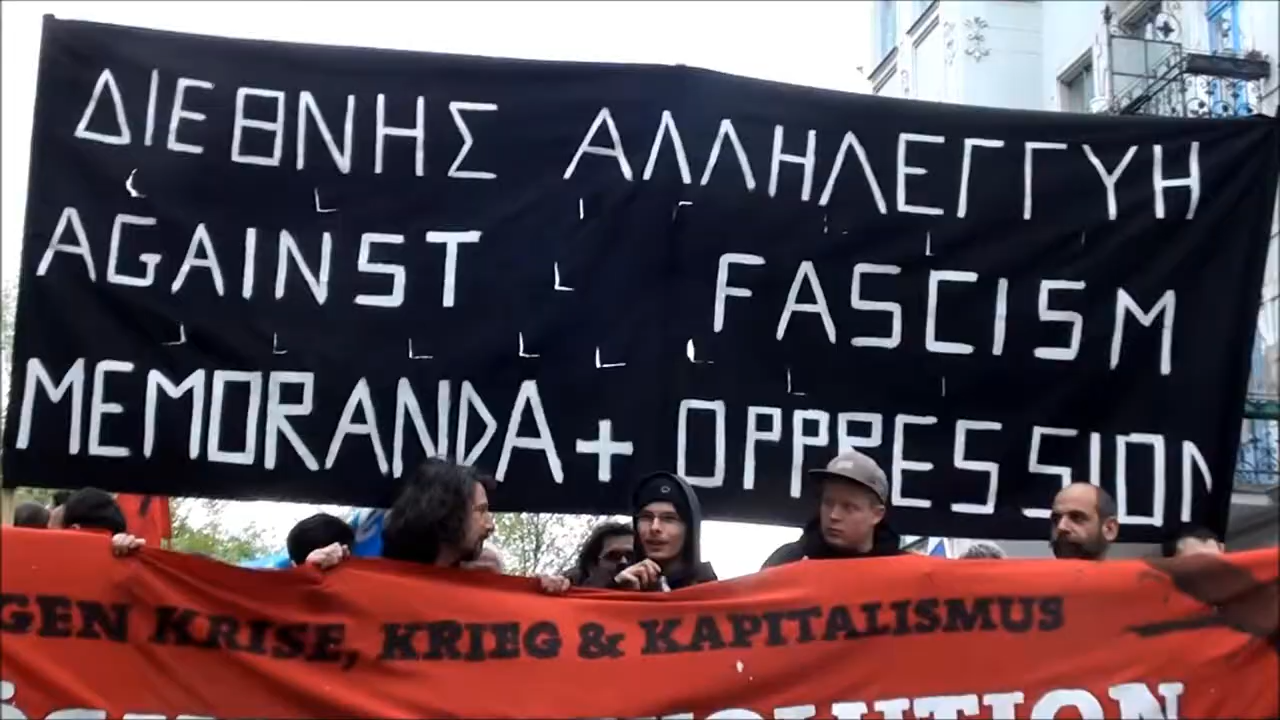 ΔΙΕΘΝΗΣ ΑΛΛΗΛΕΓΓΥΗ
AGAINST FASCISM
MEMORANDA + OPPRESSION
GEN KRISE, KRIEG & KAPITALISMUS